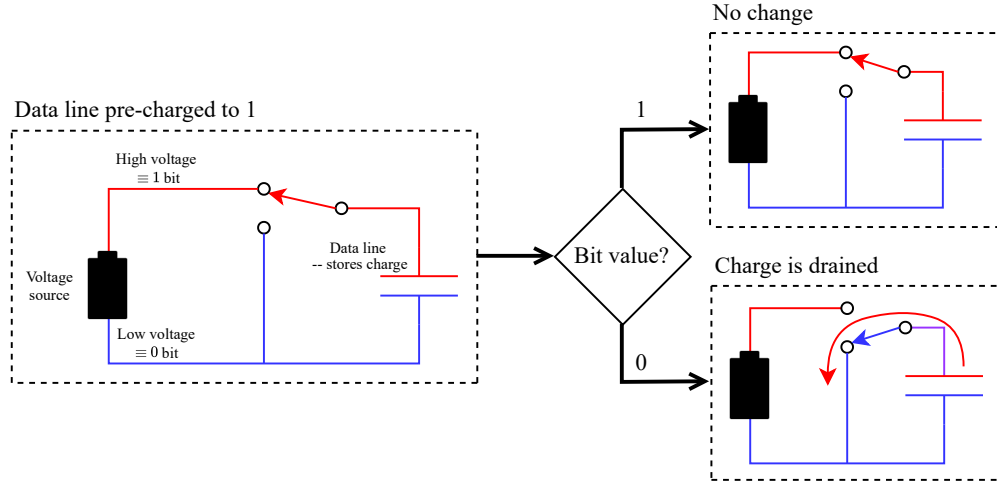 No change
Data line pre-charged to 1
High voltage
≡ 1 bit
1
Data line
-- stores charge
Voltage
source
Bit value?
Charge is drained
Low voltage
≡ 0 bit
0